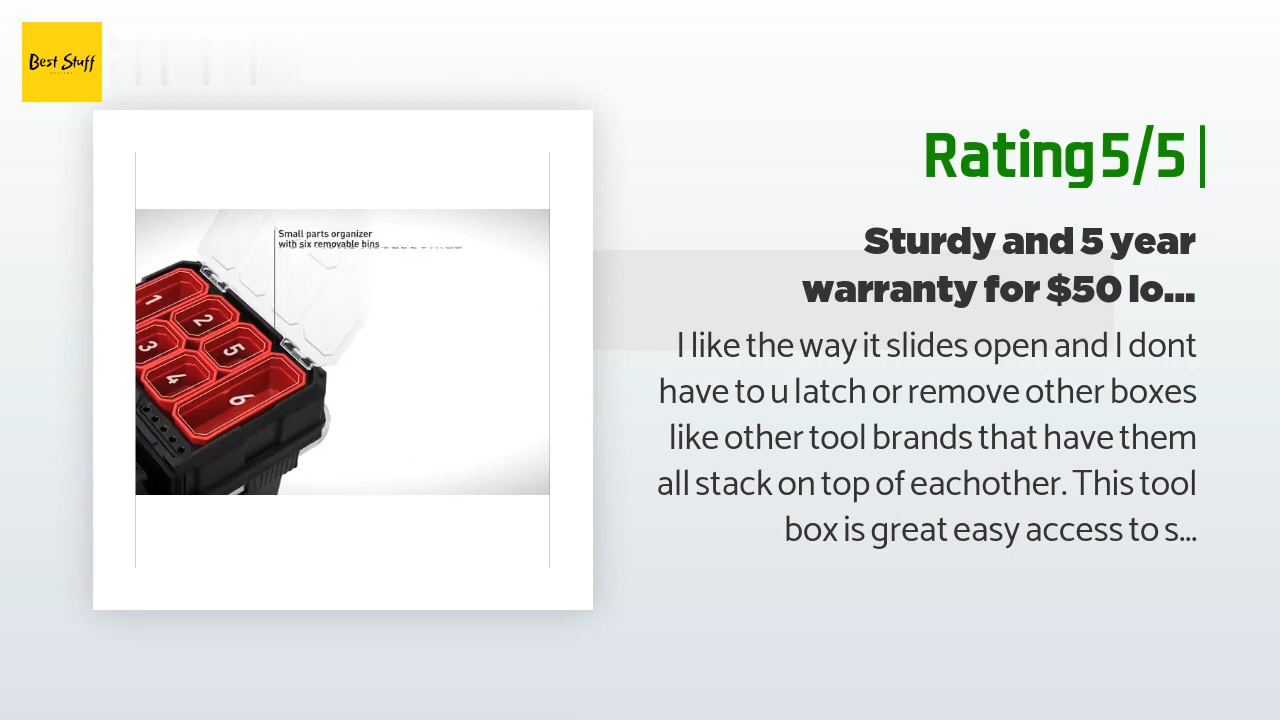 Best Stuff
Rating 5/5 |
Small parts organizer
with six removable bins
Sturdy and 5 year
warranty for $50 lo...
I like the way it slides open and I dont
have to u latch or remove other boxes
like other tool brands that have them
all stack on top of eachother. This tool
box is great easy access to s...
1
2
3
5
4
6